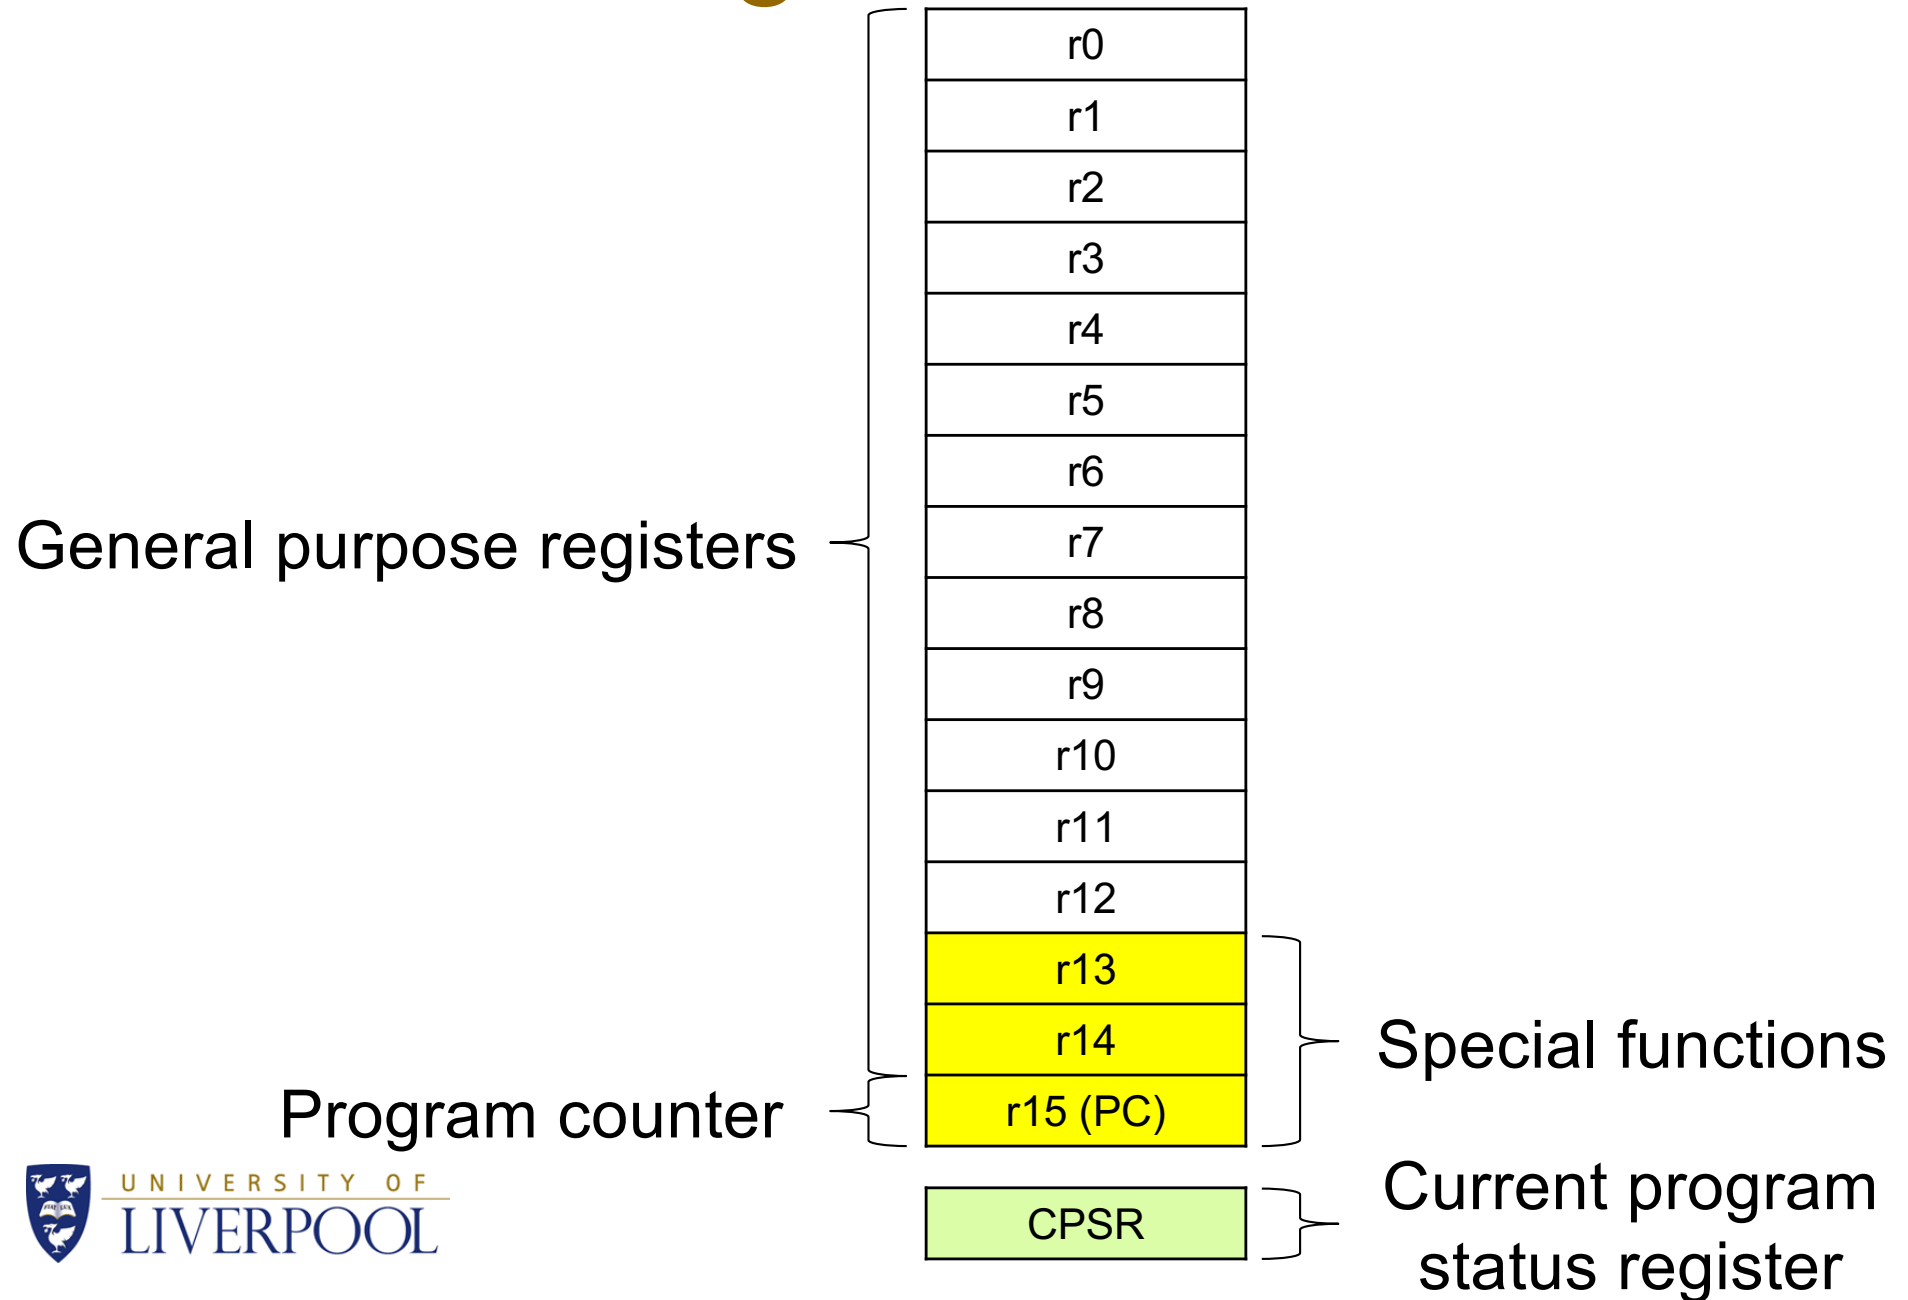 r0
r1
r2
r3
r4
r5
r6
General purpose registers
r7
r8
r9
r10
r11
r12
r13
r14
Special functions
Program counter
r15 (PC)
UNIVERSITY OF
LIVERPOOL
CPSR
Current program
status register